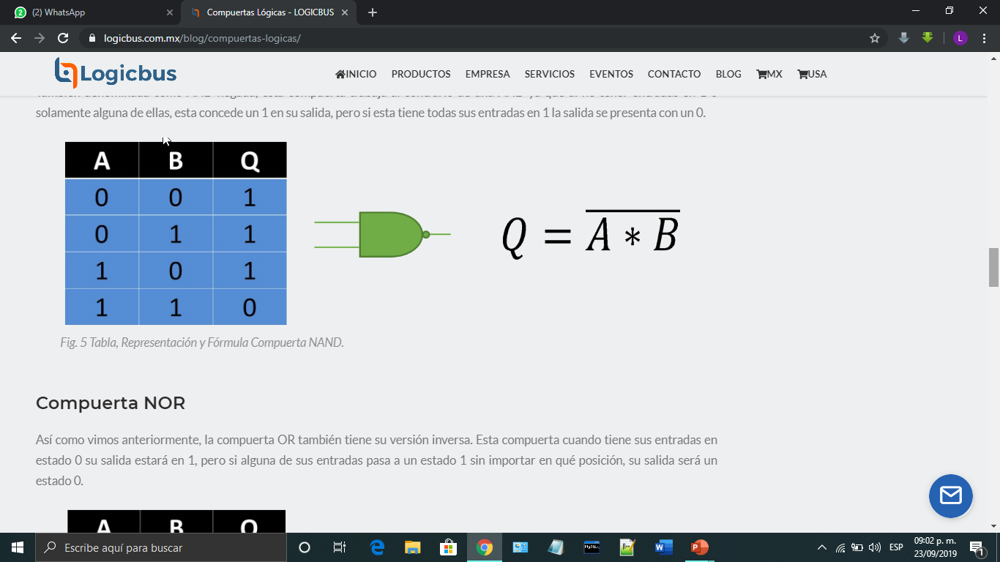 (2) WhatsApp
Compuertas Lógicas - LOGICBUS
logicbus.com.mx/blog/compuertas-logicas/
L
Logicbus
INICIO PRODUCTOS EMPRESA SERVICIOS EVENTOS CONTACTO BLOG MX USA
solamente alguna de ellas, esta concede un 1 en su salida, pero si esta tiene todas sus entradas en 1 la salida se presenta con un 0.
A B Q
0 0 1
0 1 1
1 0 1
1 1 0
Q = \overline{A * B}
Fig. 5 Tabla, Representación y Fórmula Compuerta NAND.
Compuerta NOR
Así como vimos anteriormente, la compuerta OR también tiene su versión inversa. Esta compuerta cuando tiene sus entradas en
estado 0 su salida estará en 1, pero si alguna de sus entradas pasa a un estado 1 sin importar en qué posición, su salida será un
estado 0.
A B Q
Escribe aquí para buscar
MySQL
ESP
09:02 p. m.
23/09/2019
1